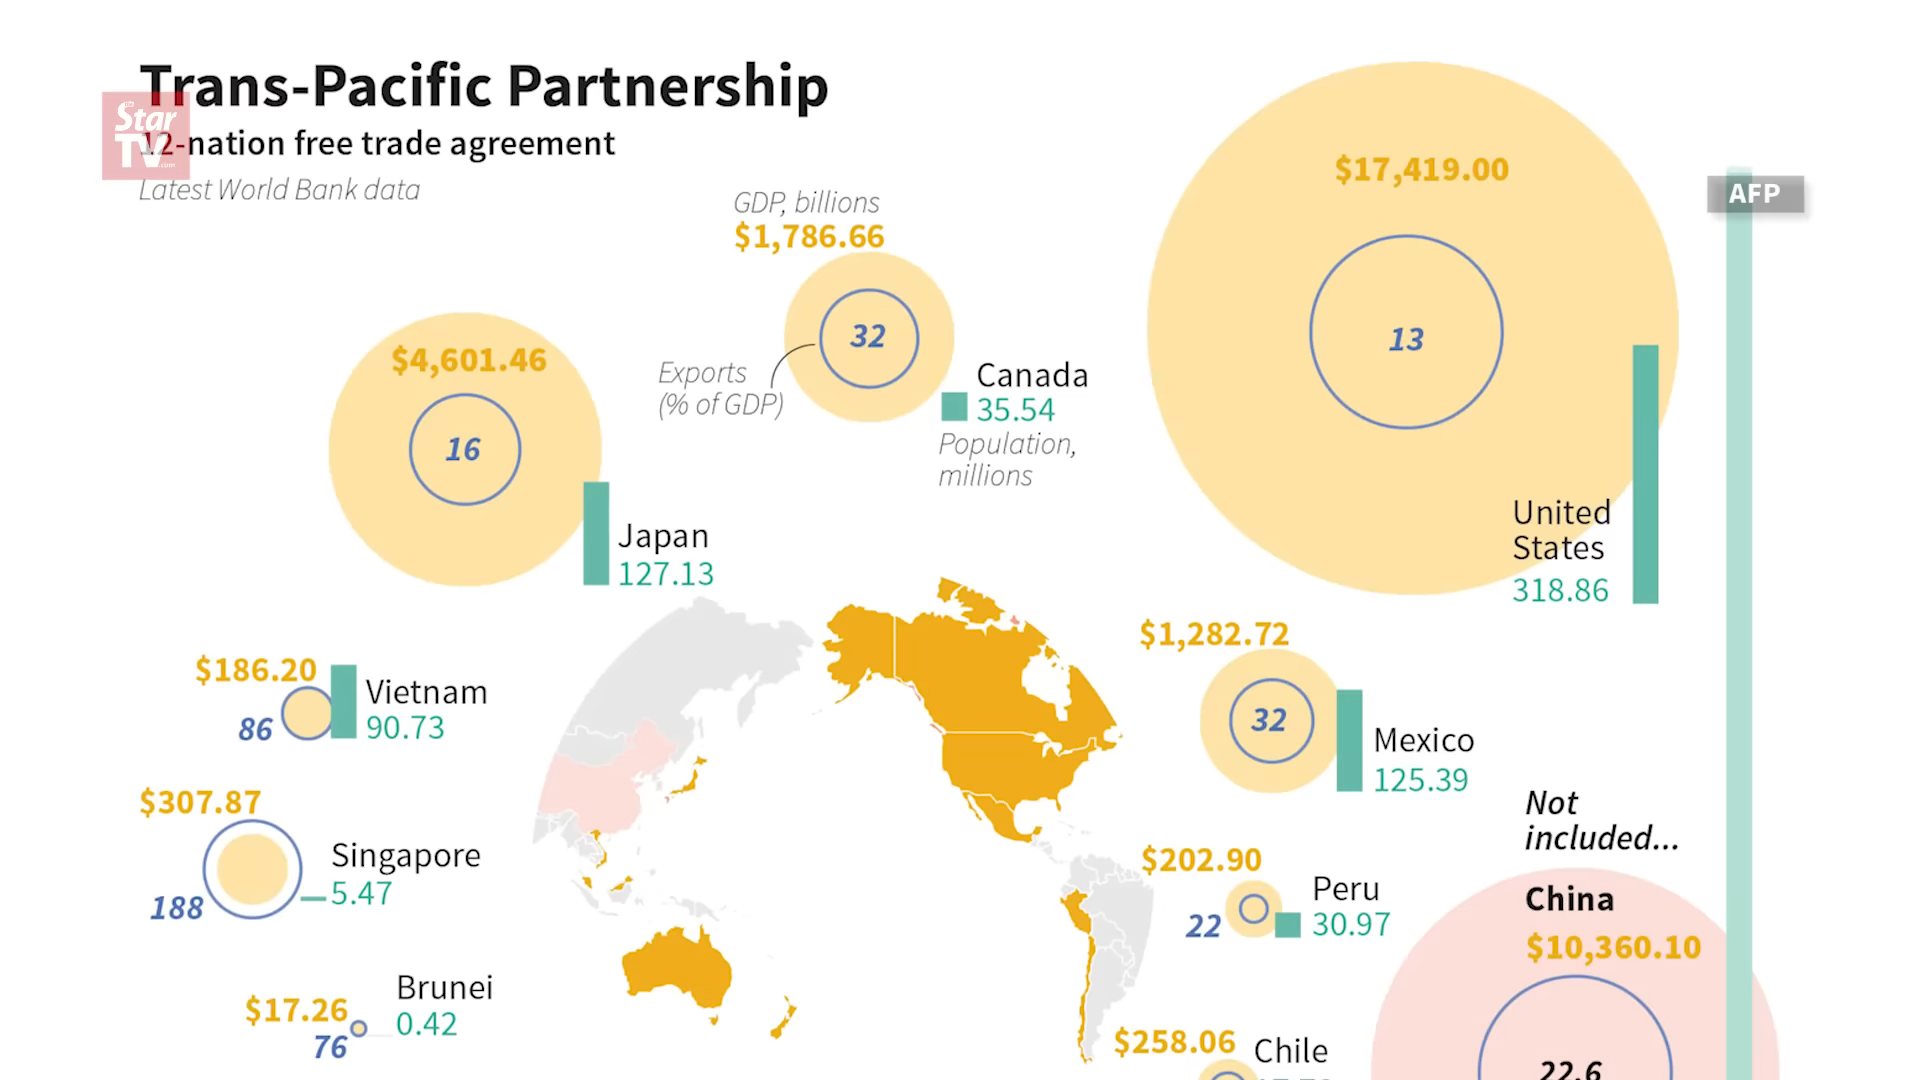 Trans-Pacific Partnership
12-nation free trade agreement
Latest World Bank data
Star
TV
.com
AFP
GDP, billions
$1,786.66
32
Exports
(% of GDP)
Canada
35.54
Population,
millions
$17,419.00
13
United
States
318.86
$4,601.46
16
Japan
127.13
$186.20
86
Vietnam
90.73
$307.87
188
Singapore
5.47
$17.26
76
Brunei
0.42
$1,282.72
32
Mexico
125.39
$202.90
22
Peru
30.97
$258.06
Chile
Not
included...
China
$10,360.10
22.6